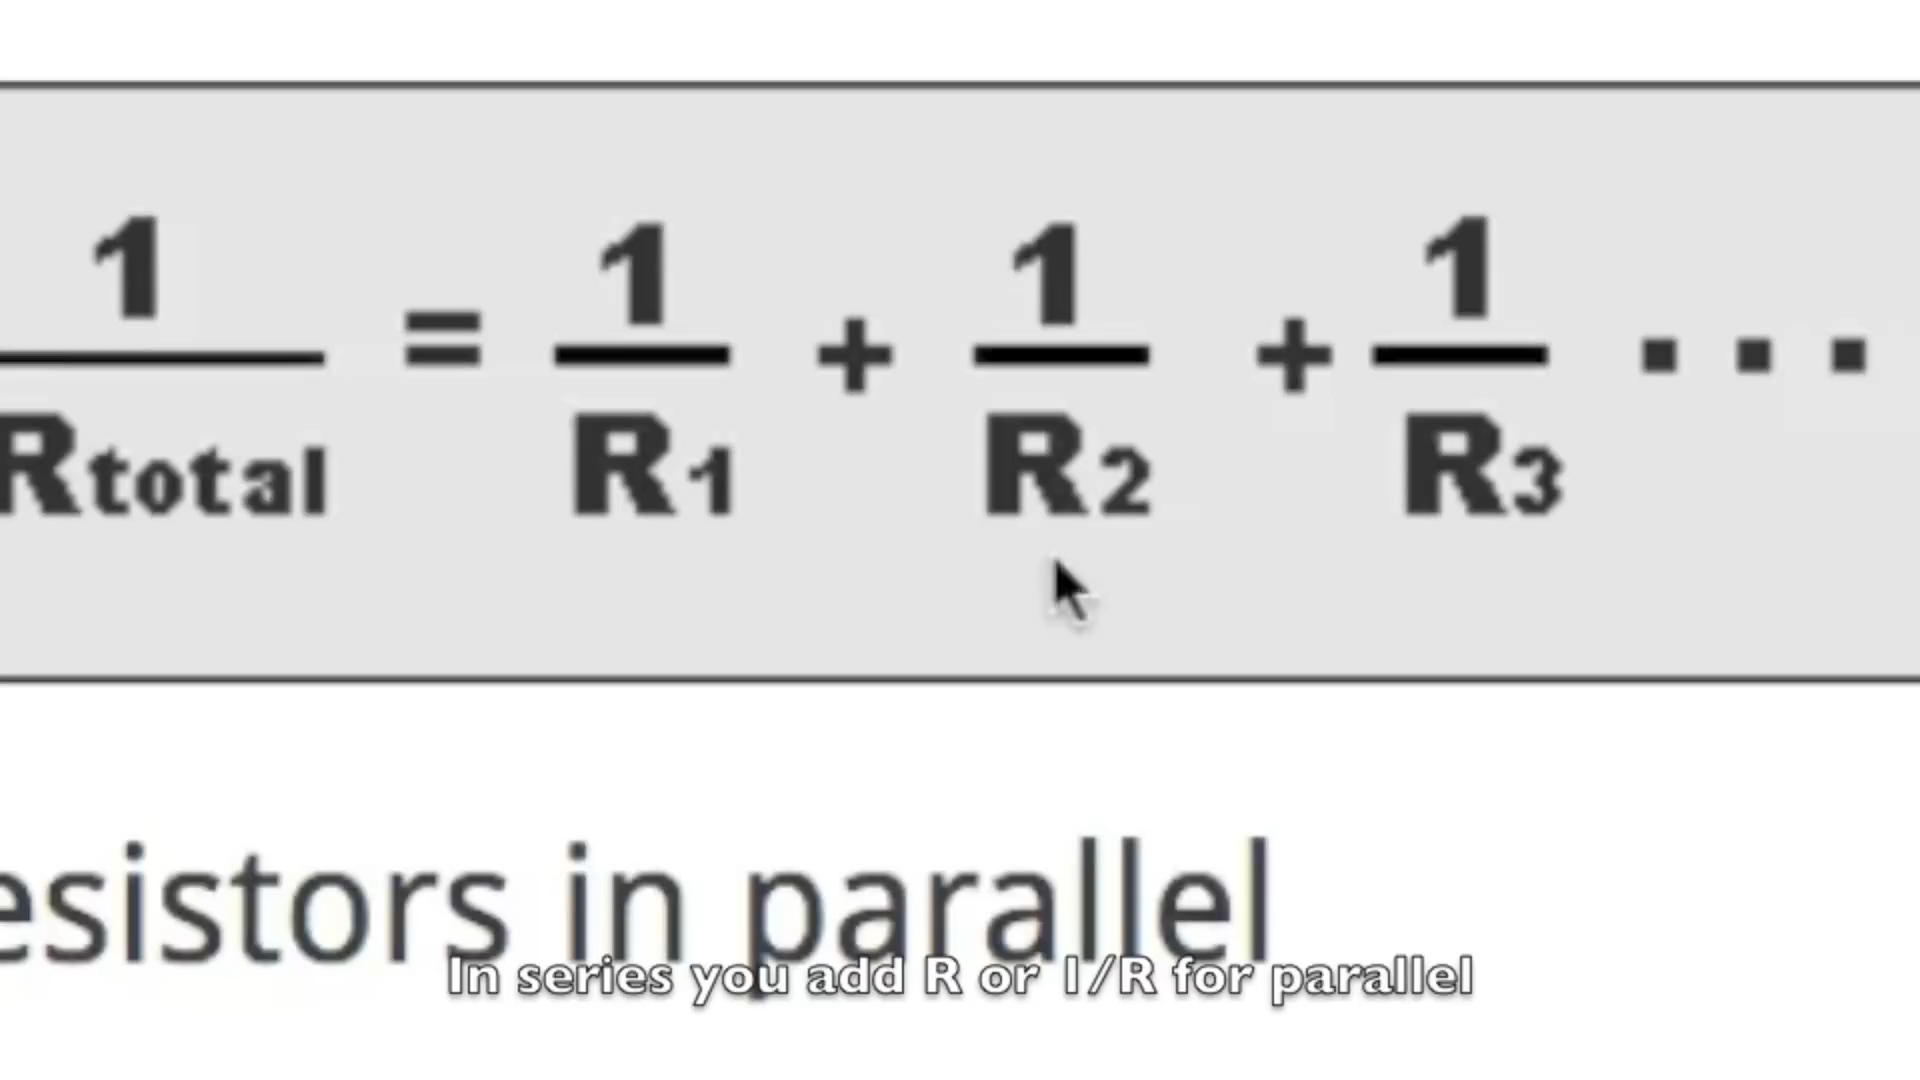 1 1 1 1
= + + ...
Rtotal R1 R2 R3
esistors in parallel
In series you add R or 1/R for parallel